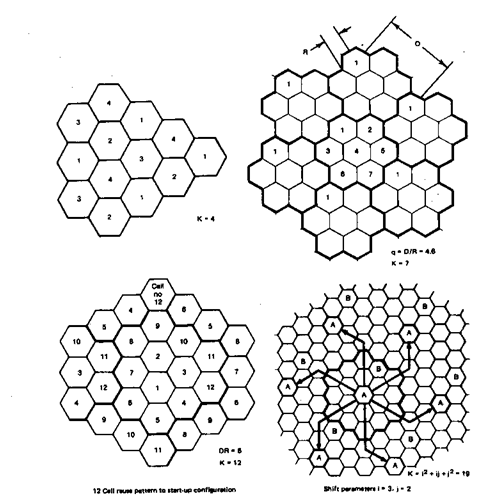 4
3 1
2 4
1 3 1
4 2
3 1
2
K = 4
R O
1
1
1
1 2
1 3 4 5 1
6 7 1
1
q = D/R = 4.6
K = 7
Cell
no
12
4 6
5 9 5
10 6 10 8
11 2 11
3 7 3 7
12 1 12
4 6 4 6
9 5 9
10 8
11
DR = 6
K = 12
12 Cell reuse pettern to start-up configuration
B
B
A
A
B
B
A
A
A
B
B
A
A
K = i² + ij + j² = 19
Shift parameters i = 3, j = 2